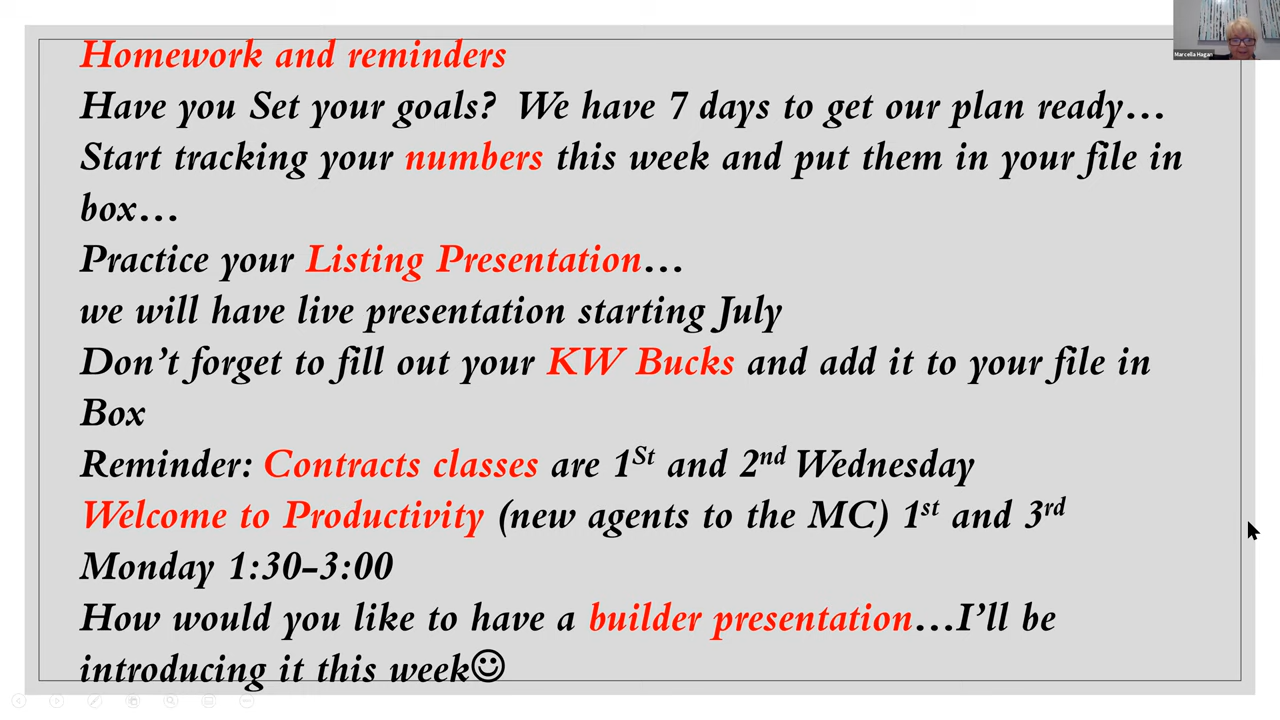 Homework and reminders
Have you Set your goals?  We have 7 days to get our plan ready…
Start tracking your numbers this week and put them in your file in
box…
Practice your Listing Presentation…
we will have live presentation starting July
Don't forget to fill out your KW Bucks and add it to your file in
Box
Reminder: Contracts classes are 1St and 2nd Wednesday
Welcome to Productivity (new agents to the MC) 1st and 3rd
Monday 1:30–3:00
How would you like to have a builder presentation…I'll be
introducing it this week☺
Marcella Hagan